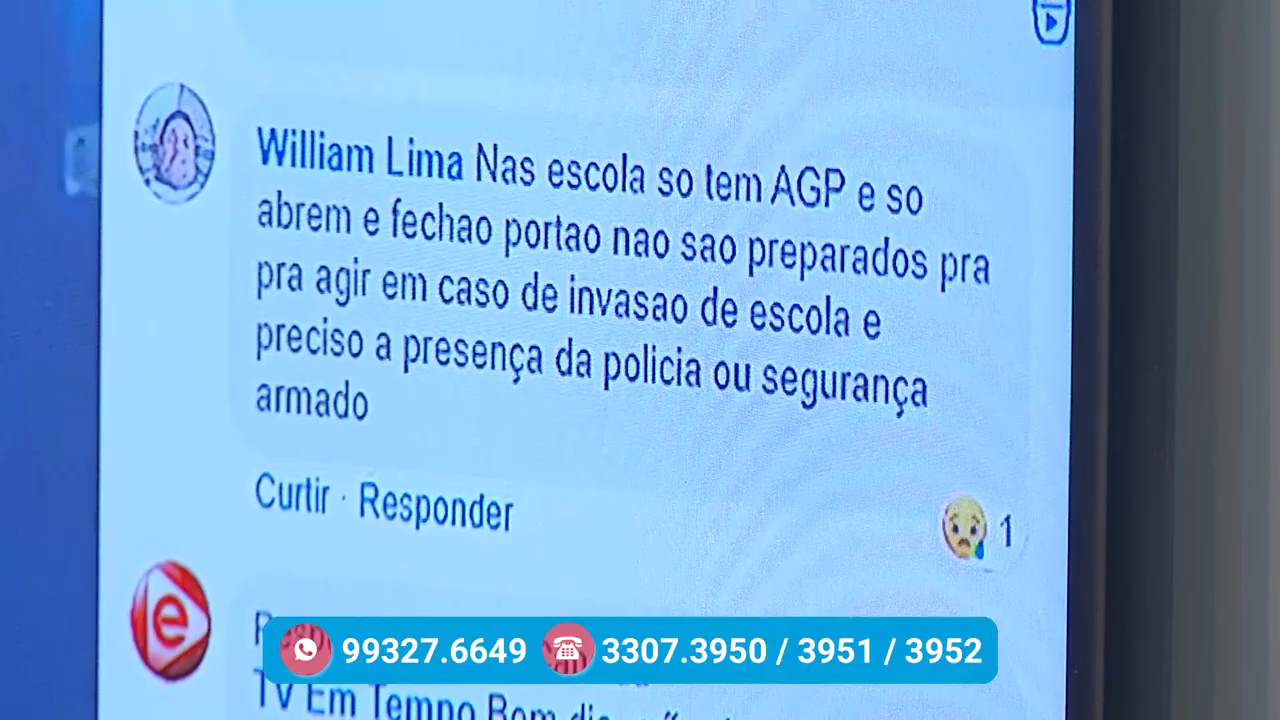 William Lima Nas escola so tem AGP e so
abrem e fechao portao nao sao preparados pra
pra agir em caso de invasao de escola e
preciso a presença da policia ou segurança
armado
Curtir · Responder
1
e
99327.6649 3307.3950 / 3951 / 3952
TV Em Tempo Bom